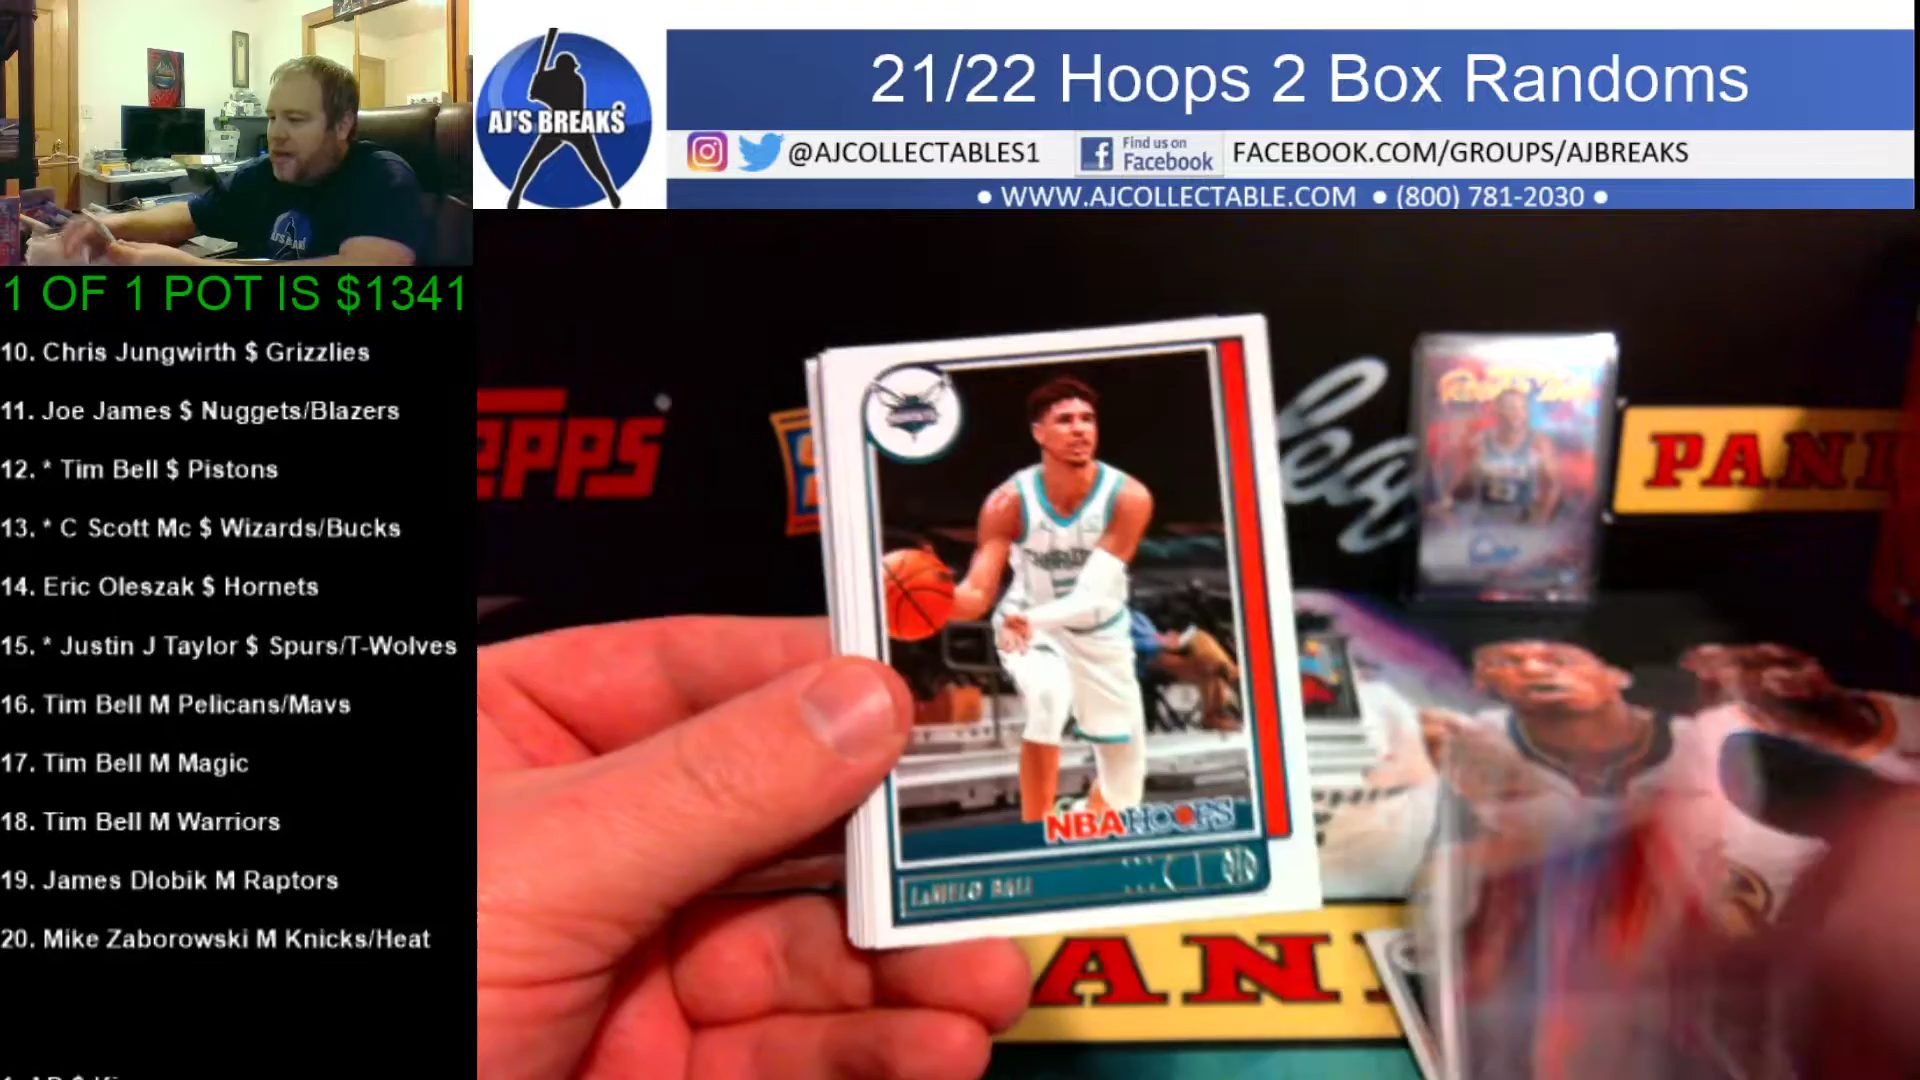 21/22 Hoops 2 Box Randoms
AJ'S BREAKS
@AJCOLLECTABLES1 Find us on Facebook FACEBOOK.COM/GROUPS/AJBREAKS
• WWW.AJCOLLECTABLE.COM • (800) 781-2030 •
1 OF 1 POT IS $1341
10. Chris Jungwirth $ Grizzlies
11. Joe James $ Nuggets/Blazers
12. * Tim Bell $ Pistons
13. * C Scott Mc $ Wizards/Bucks
14. Eric Oleszak $ Hornets
15. * Justin J Taylor $ Spurs/T-Wolves
16. Tim Bell M Pelicans/Mavs
17. Tim Bell M Magic
18. Tim Bell M Warriors
19. James Dlobik M Raptors
20. Mike Zaborowski M Knicks/Heat
NBA HOOPS
LaMELO BALL